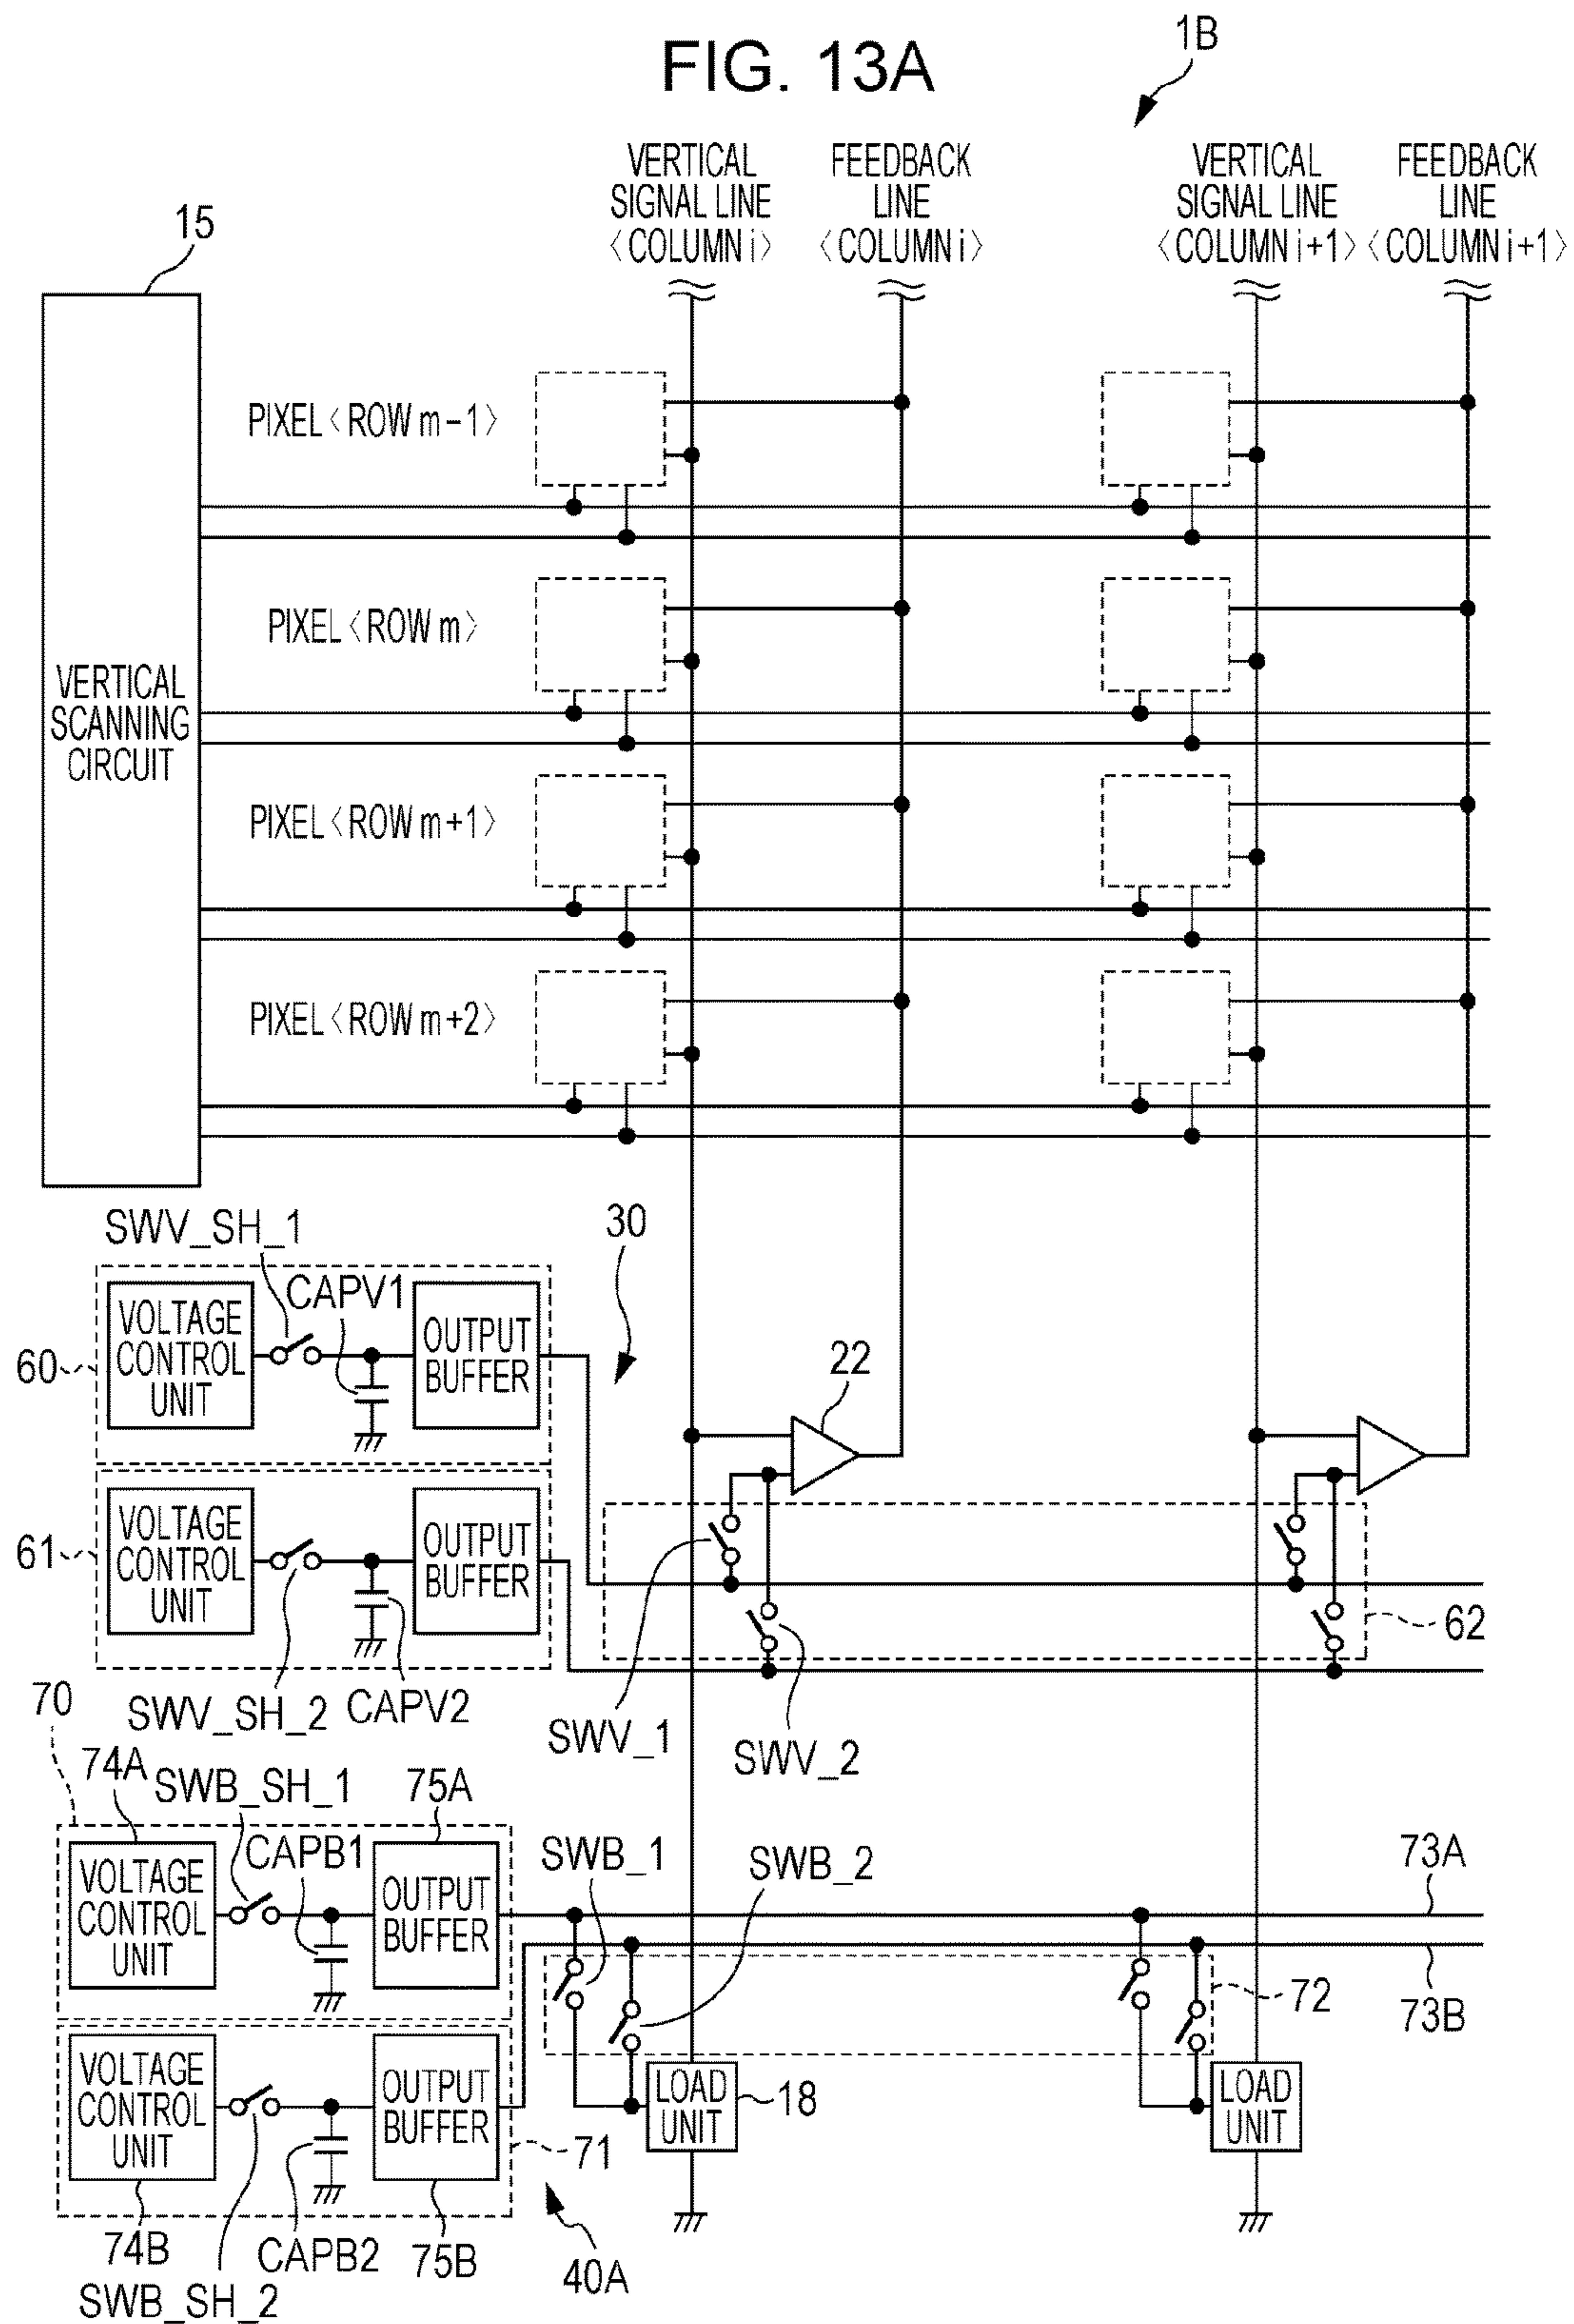 FIG. 13A
1B
VERTICAL
SIGNAL LINE
〈COLUMN i〉
FEEDBACK
LINE
〈COLUMN i〉
VERTICAL
SIGNAL LINE
〈COLUMN i+1〉
FEEDBACK
LINE
〈COLUMN i+1〉
15
VERTICAL
SCANNING
CIRCUIT
PIXEL〈ROW m−1〉
PIXEL〈ROW m〉
PIXEL〈ROW m+1〉
PIXEL〈ROW m+2〉
SWV_SH_1
30
CAPV1
VOLTAGE
CONTROL
UNIT
OUTPUT
BUFFER
60
22
VOLTAGE
CONTROL
UNIT
OUTPUT
BUFFER
61
62
70
SWV_SH_2
CAPV2
SWV_1
SWV_2
74A
SWB_SH_1
75A
CAPB1
SWB_1
SWB_2
73A
VOLTAGE
CONTROL
UNIT
OUTPUT
BUFFER
72
73B
VOLTAGE
CONTROL
UNIT
OUTPUT
BUFFER
LOAD
UNIT
18
LOAD
UNIT
71
74B
CAPB2
75B
40A
SWB_SH_2